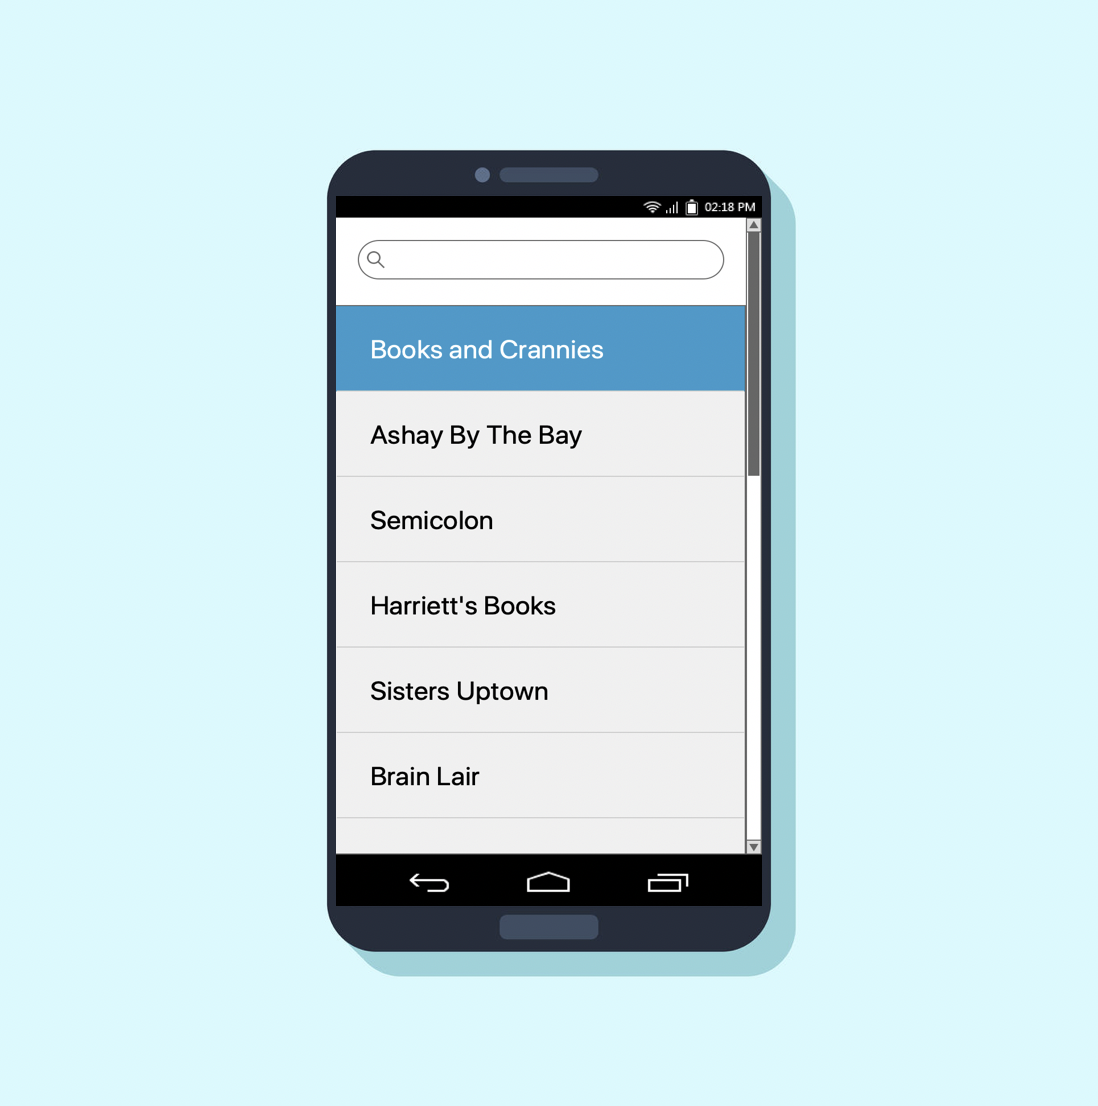 02:18 PM
Books and Crannies
Ashay By The Bay
Semicolon
Harriett's Books
Sisters Uptown
Brain Lair